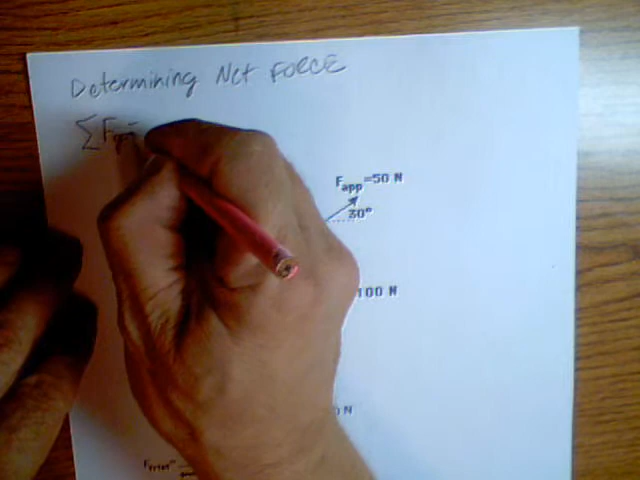 Determining Net FORCE
ΣF
Fapp=50 N
30°
100 N
N